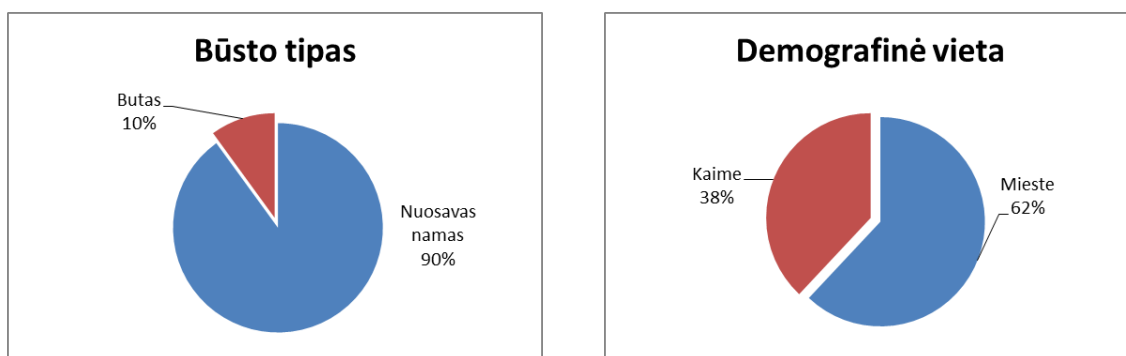 Būsto tipas
Butas
10%
Nuosavas
namas
90%
Demografinė vieta
Kaime
38%
Mieste
62%